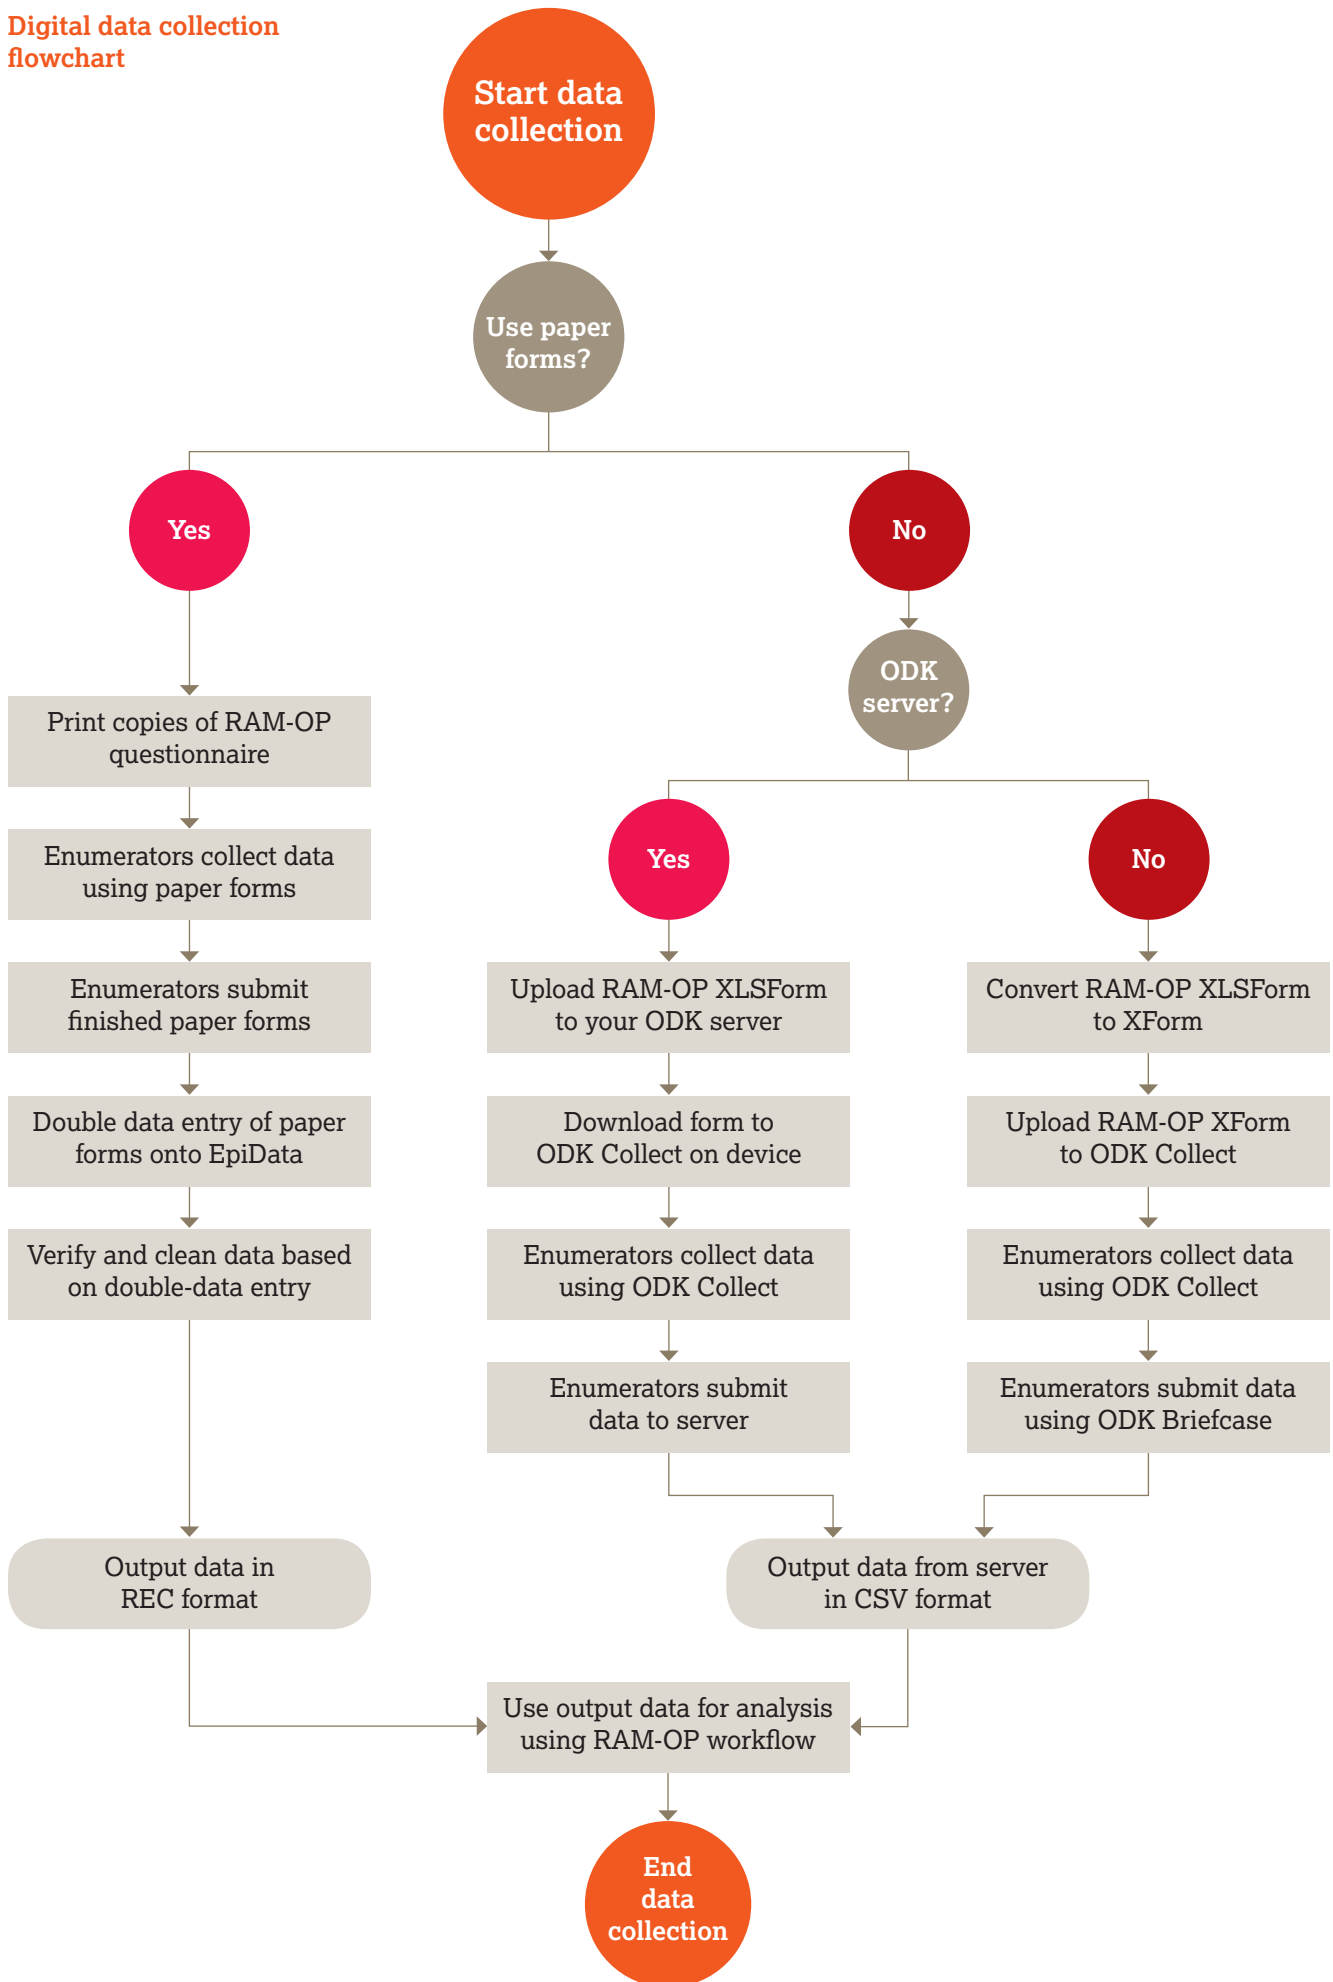 Digital data collection
flowchart
Start data
collection
Use paper
forms?
Yes
No
ODK
server?
Print copies of RAM-OP
questionnaire
Enumerators collect data
using paper forms
Enumerators submit
finished paper forms
Double data entry of paper
forms onto EpiData
Verify and clean data based
on double-data entry
Output data in
REC format
Yes
Upload RAM-OP XLSForm
to your ODK server
Download form to
ODK Collect on device
Enumerators collect data
using ODK Collect
Enumerators submit
data to server
No
Convert RAM-OP XLSForm
to XForm
Upload RAM-OP XForm
to ODK Collect
Enumerators collect data
using ODK Collect
Enumerators submit data
using ODK Briefcase
Output data from server
in CSV format
Use output data for analysis
using RAM-OP workflow
End
data
collection